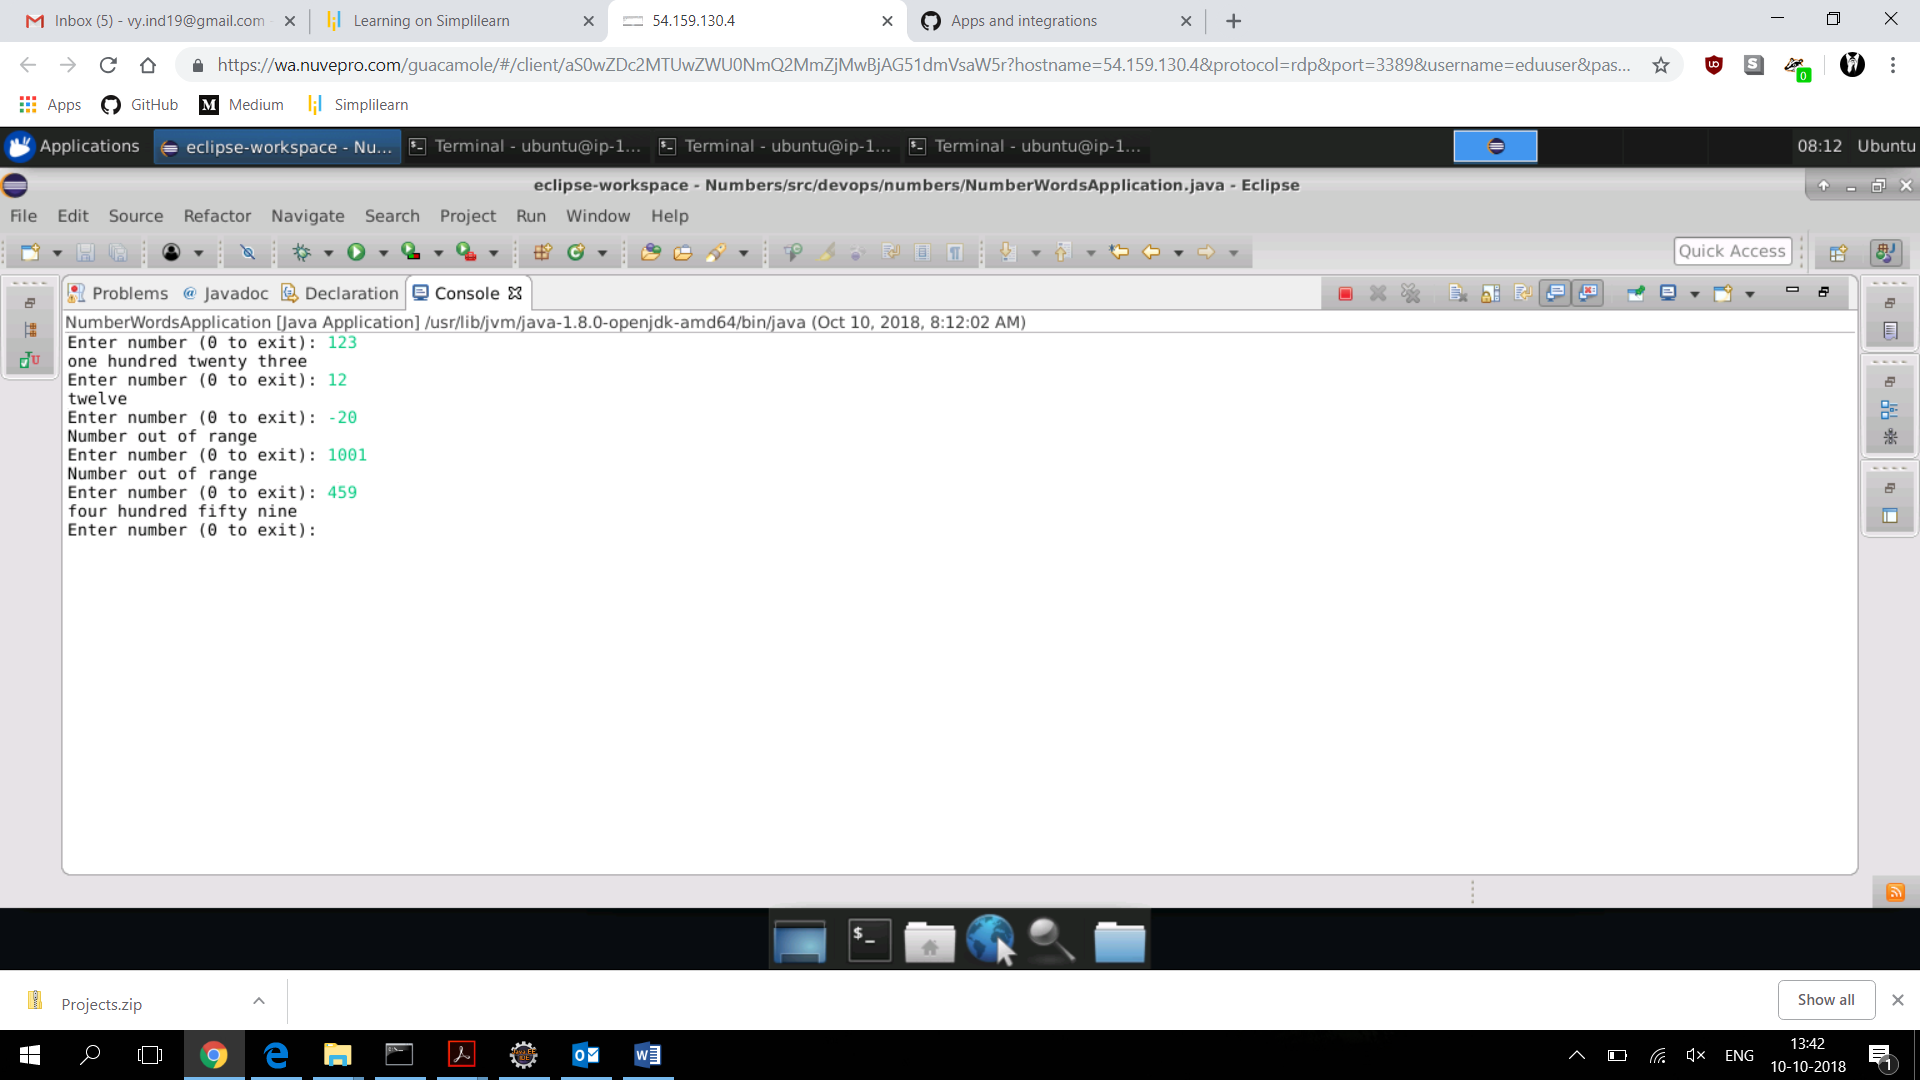 Inbox (5) - vy.ind19@gmail.com
Learning on Simplilearn
54.159.130.4
Apps and integrations
https://wa.nuvepro.com/guacamole/#/client/aS0wZDc2MTUwZWU0NmQ2MmZjMwBjAG51dmVsaW5r?hostname=54.159.130.4&protocol=rdp&port=3389&username=eduuser&pas...
0
Apps GitHub Medium Simplilearn
Applications eclipse-workspace - Nu... Terminal - ubuntu@ip-1... Terminal - ubuntu@ip-1... Terminal - ubuntu@ip-1... 08:12 Ubuntu
eclipse-workspace - Numbers/src/devops/numbers/NumberWordsApplication.java - Eclipse
File Edit Source Refactor Navigate Search Project Run Window Help
Quick Access
Problems @ Javadoc Declaration Console
NumberWordsApplication [Java Application] /usr/lib/jvm/java-1.8.0-openjdk-amd64/bin/java (Oct 10, 2018, 8:12:02 AM)
Enter number (0 to exit): 123
one hundred twenty three
Enter number (0 to exit): 12
twelve
Enter number (0 to exit): -20
Number out of range
Enter number (0 to exit): 1001
Number out of range
Enter number (0 to exit): 459
four hundred fifty nine
Enter number (0 to exit):
Projects.zip
Show all
ENG
13:42
10-10-2018
1